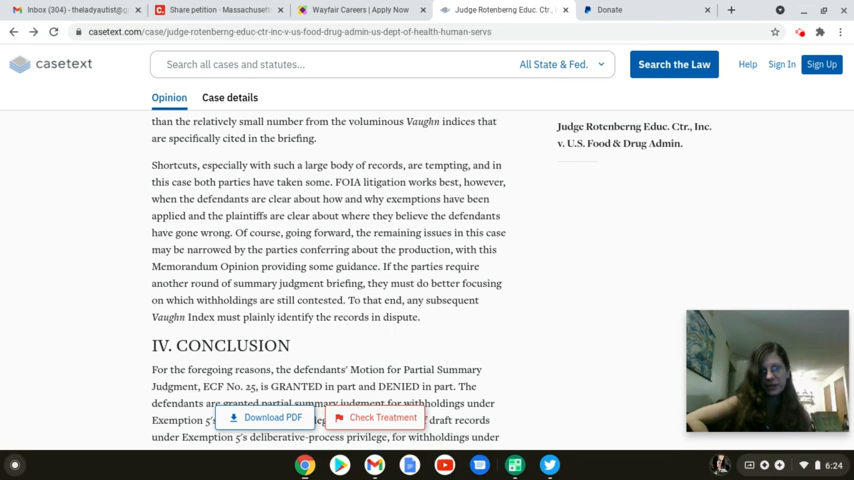 Inbox (304) - theladyautist@g
Share petition · Massachuset
Wayfair Careers | Apply Now
Judge Rotenberng Educ. Ctr., I
Donate
casetext.com/case/judge-rotenberng-educ-ctr-inc-v-us-food-drug-admin-us-dept-of-health-human-servs
casetext
Search all cases and statutes...
All State & Fed.
Search the Law
Help
Sign In
Sign Up
Opinion
Case details
than the relatively small number from the voluminous Vaughn indices that
are specifically cited in the briefing.
Shortcuts, especially with such a large body of records, are tempting, and in
this case both parties have taken some. FOIA litigation works best, however,
when the defendants are clear about how and why exemptions have been
applied and the plaintiffs are clear about where they believe the defendants
have gone wrong. Of course, going forward, the remaining issues in this case
may be narrowed by the parties conferring about the production, with this
Memorandum Opinion providing some guidance. If the parties require
another round of summary judgment briefing, they must do better focusing
on which withholdings are still contested. To that end, any subsequent
Vaughn Index must plainly identify the records in dispute.
IV. CONCLUSION
For the foregoing reasons, the defendants' Motion for Partial Summary
Judgment, ECF No. 25, is GRANTED in part and DENIED in part. The
defendants are granted partial summary judgment for withholdings under
Exemption 5's
of draft records
under Exemption 5's deliberative-process privilege, for withholdings under
Download PDF
Check Treatment
Judge Rotenberng Educ. Ctr., Inc.
v. U.S. Food & Drug Admin.
6:24